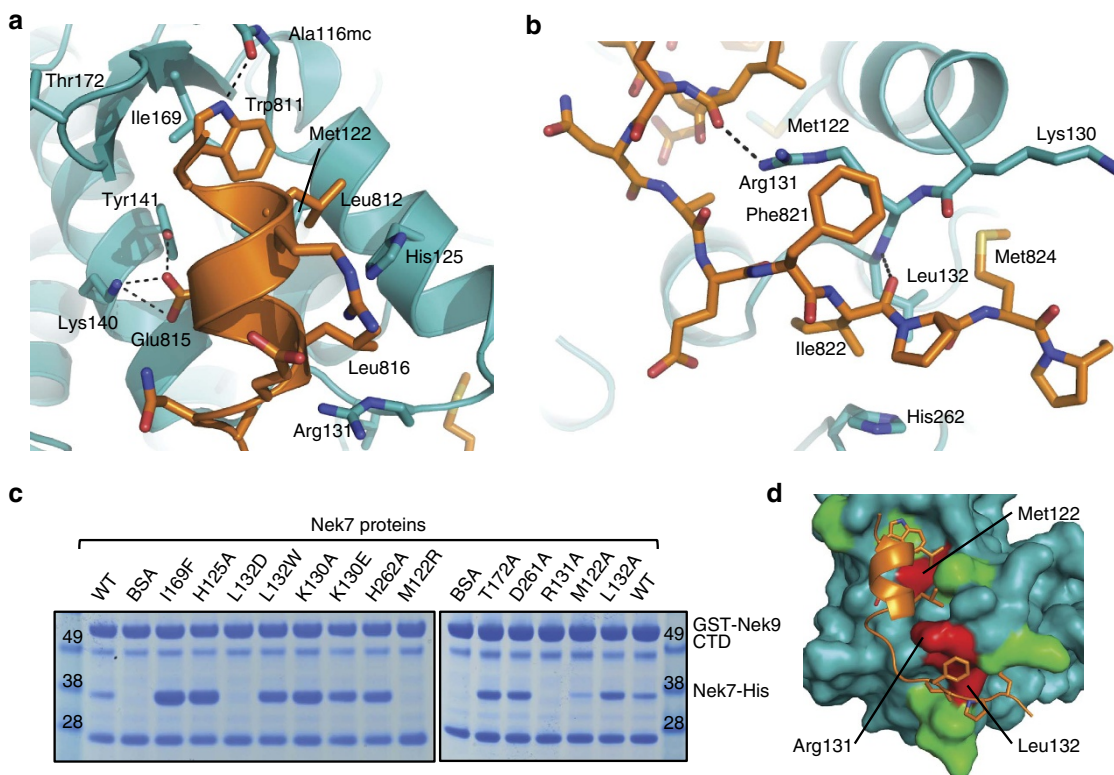 a
Ala116mc
Thr172
Ile169
Trp811
Met122
Tyr141
Leu812
His125
Lys140
Glu815
Leu816
Arg131
b
Met122
Lys130
Arg131
Phe821
Met824
Leu132
Ile822
His262
c
Nek7 proteins
WT BSA I169F H125A L132D L132W K130A K130E H262A M122R
BSA T172A D261A R131A M122A L132A WT
49
38
28
49
38
28
GST-Nek9
CTD
Nek7-His
d
Met122
Arg131
Leu132